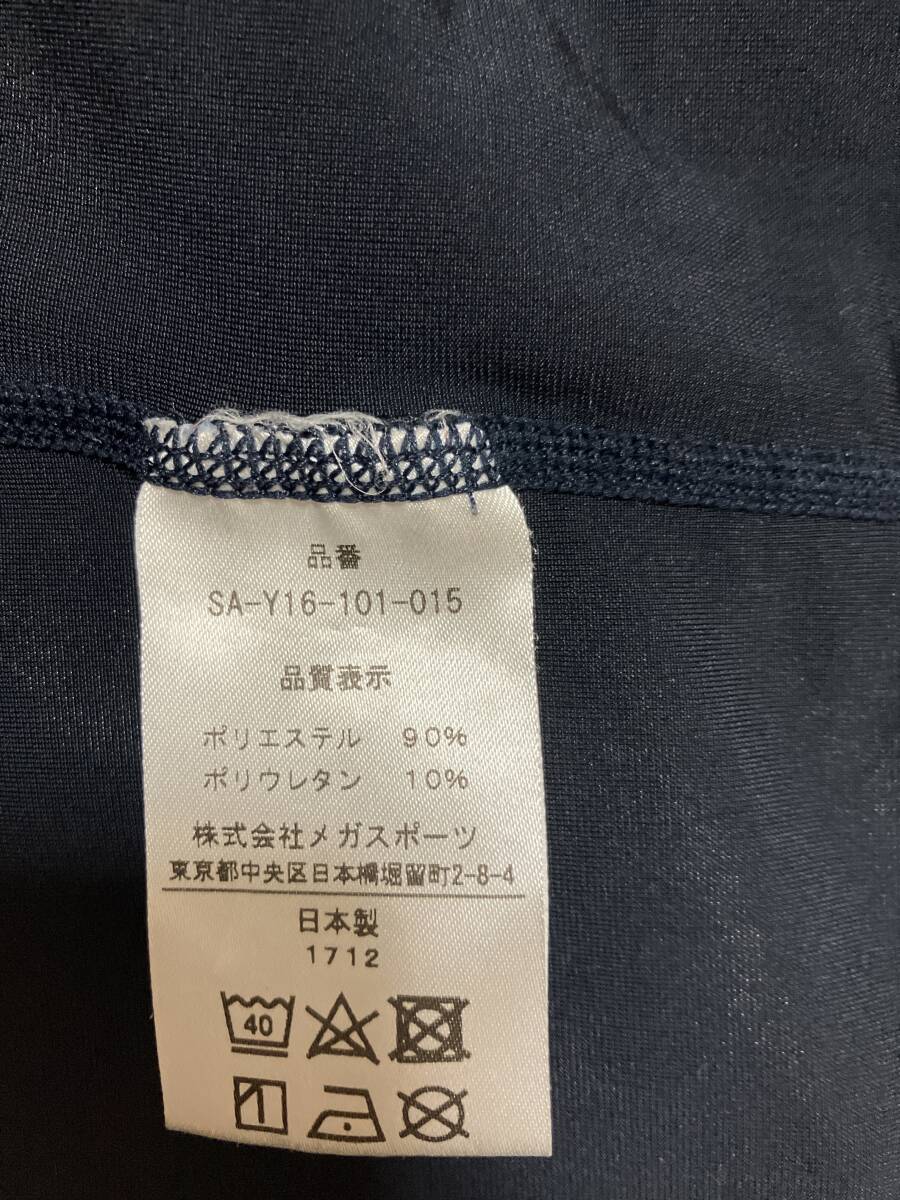 品番
SA-Y16-101-015
品質表示
ポリエステル 90%
ポリウレタン 10%
株式会社メガスポーツ
東京都中央区日本橋堀留町2-8-4
日本製
1712
40